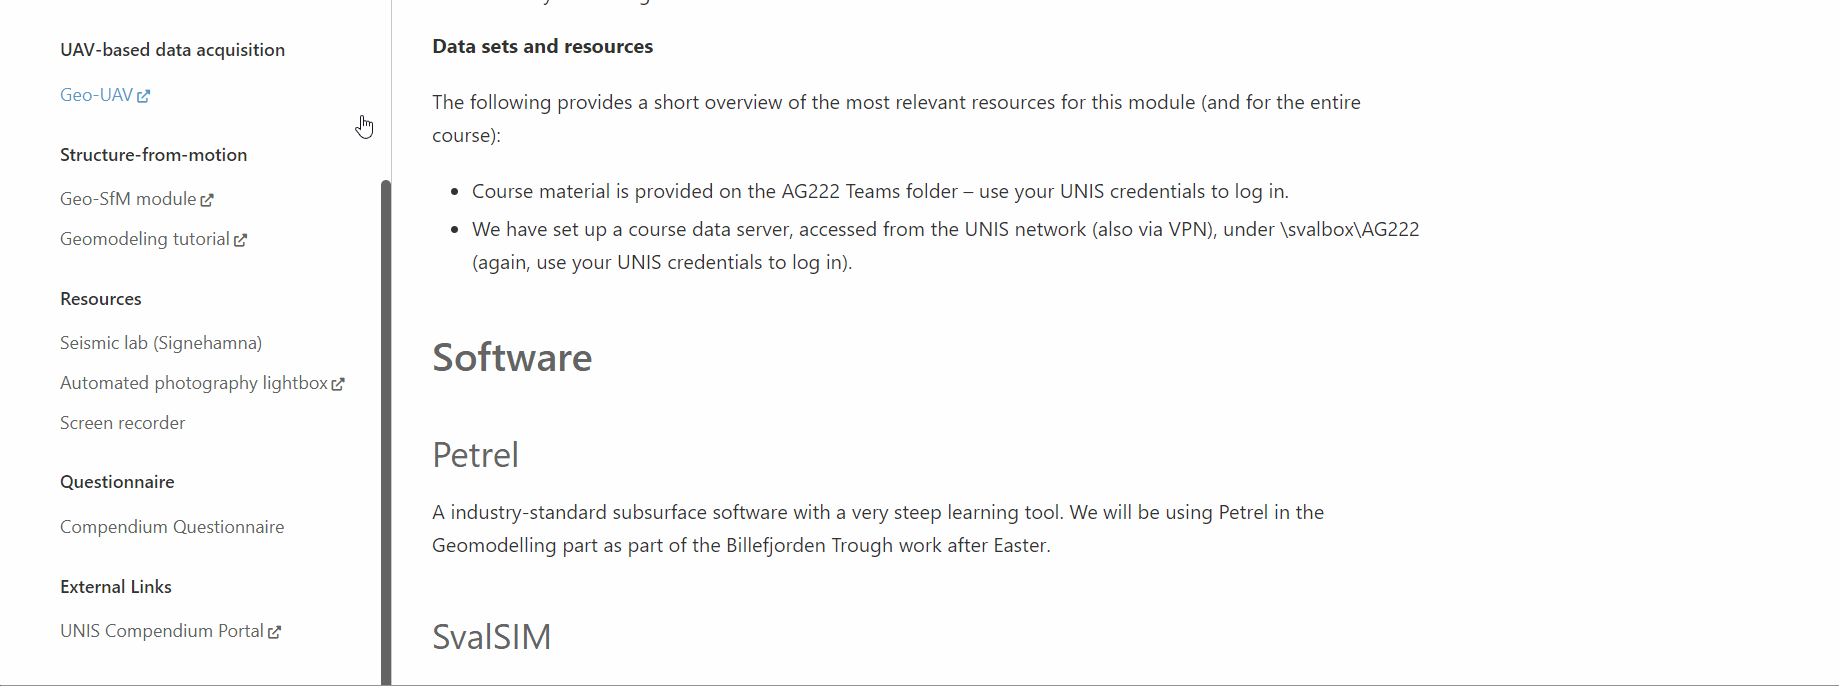 UAV-based data acquisition
Geo-UAV
Structure-from-motion
Geo-SfM module
Geomodeling tutorial
Resources
Seismic lab (Signehamna)
Automated photography lightbox
Screen recorder
Questionnaire
Compendium Questionnaire
External Links
UNIS Compendium Portal
Data sets and resources
The following provides a short overview of the most relevant resources for this module (and for the entire
course):
• Course material is provided on the AG222 Teams folder – use your UNIS credentials to log in.
• We have set up a course data server, accessed from the UNIS network (also via VPN), under \svalbox\AG222
(again, use your UNIS credentials to log in).
Software
Petrel
A industry-standard subsurface software with a very steep learning tool. We will be using Petrel in the
Geomodelling part as part of the Billefjorden Trough work after Easter.
SvalSIM